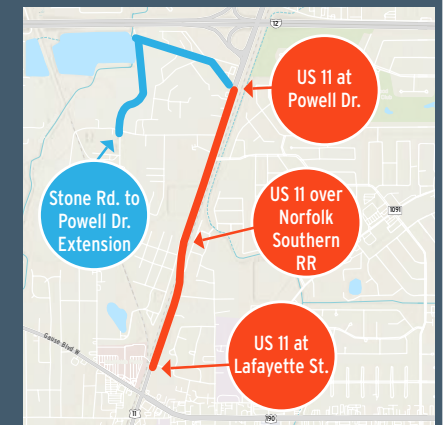 12
US 11 at
Powell Dr.
Stone Rd. to
Powell Dr.
Extension
US 11 over
Norfolk
Southern
RR
1091
US 11 at
Lafayette St.
Gause Blvd W
11
190